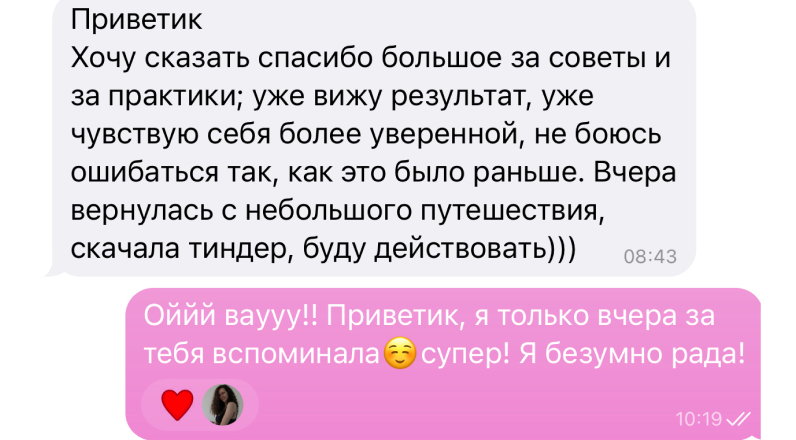 Приветик
Хочу сказать спасибо большое за советы и
за практики; уже вижу результат, уже
чувствую себя более уверенной, не боюсь
ошибаться так, как это было раньше. Вчера
вернулась с небольшого путешествия,
скачала тиндер, буду действовать)))
08:43
Оййй вауууǃǃ Приветик, я только вчера за
тебя вспоминала☺️супер! Я безумно рада!
10:19